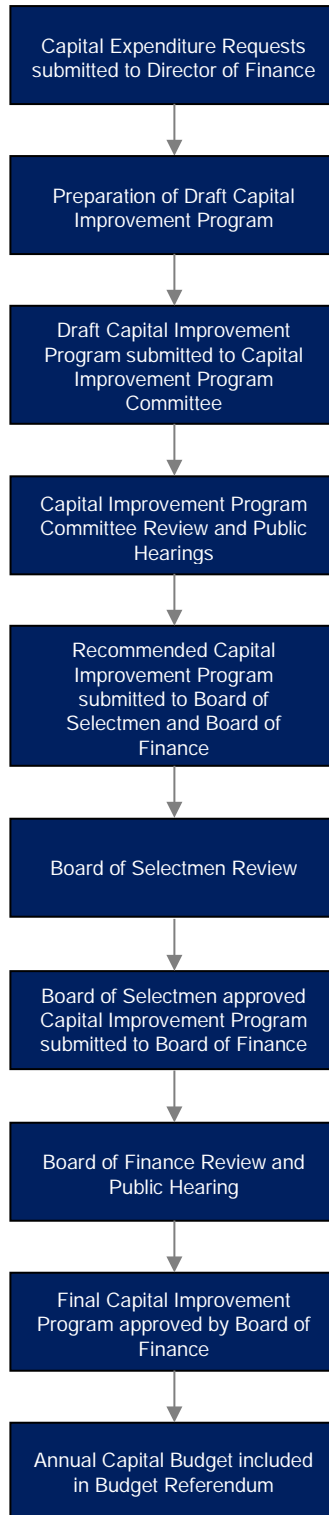 Capital Expenditure Requests
submitted to Director of Finance
Preparation of Draft Capital
Improvement Program
Draft Capital Improvement
Program submitted to Capital
Improvement Program
Committee
Capital Improvement Program
Committee Review and Public
Hearings
Recommended Capital
Improvement Program
submitted to Board of
Selectmen and Board of
Finance
Board of Selectmen Review
Board of Selectmen approved
Capital Improvement Program
submitted to Board of Finance
Board of Finance Review and
Public Hearing
Final Capital Improvement
Program approved by Board of
Finance
Annual Capital Budget included
in Budget Referendum